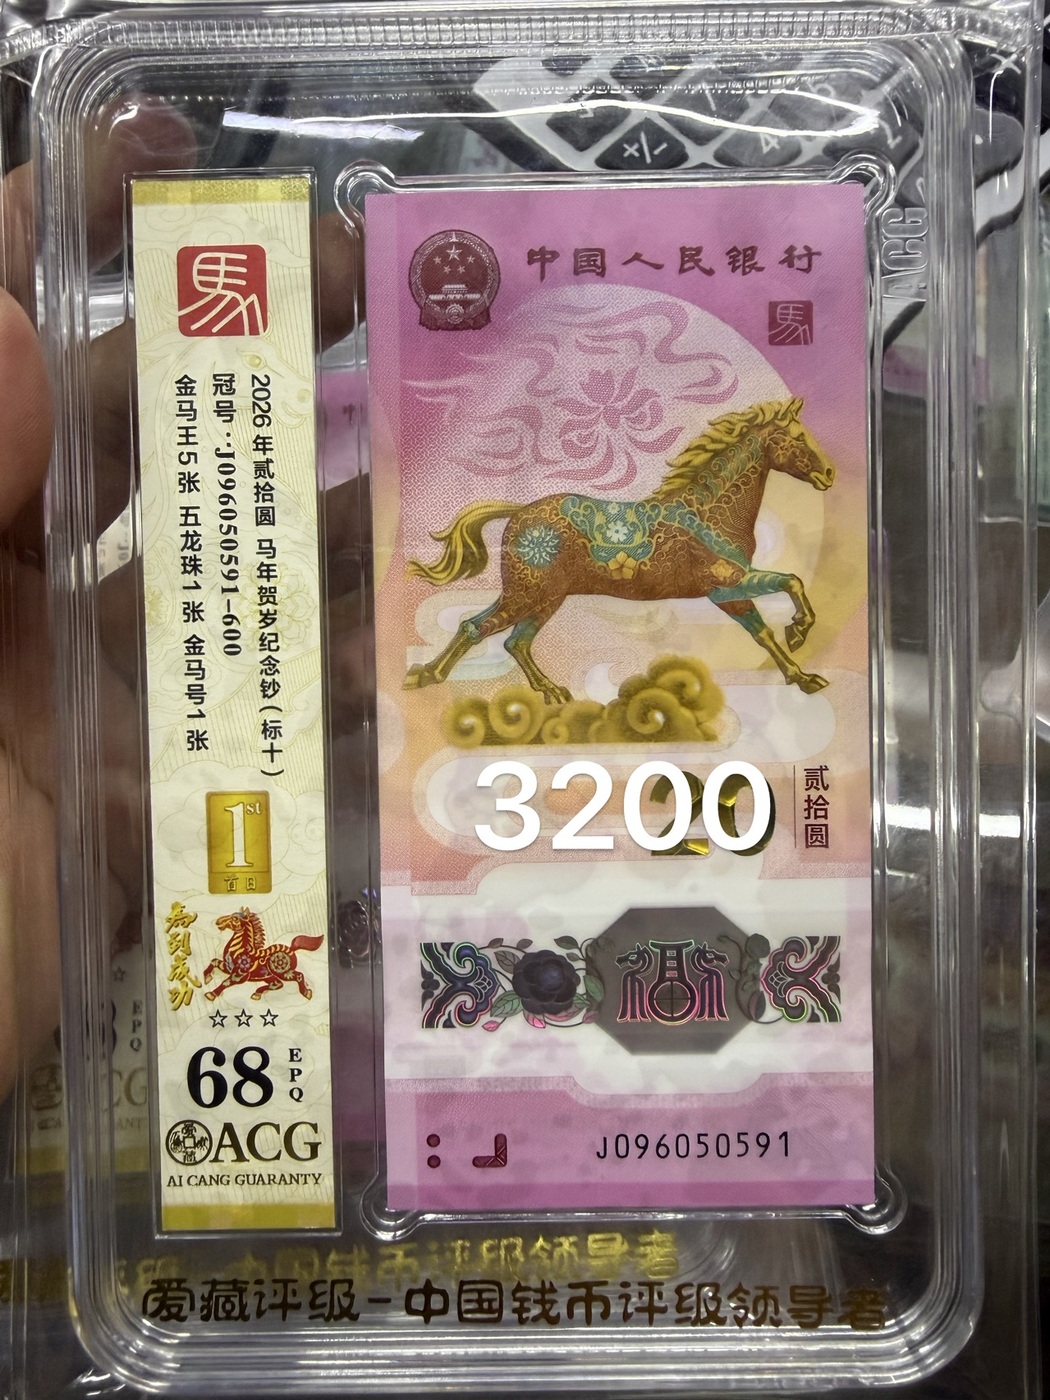 馬
2026年贰拾圆 马年贺岁纪念钞(标十)
冠号:J096050591-600
金马王5张 五龙珠1张 金马号1张
1st
首日
馬到成功
68
EPQ
ACG
AI CANG GUARANTY
中国人民银行
馬
3200
20
贰拾圆
J096050591
ACG
爱藏评级-中国钱币评级领导者